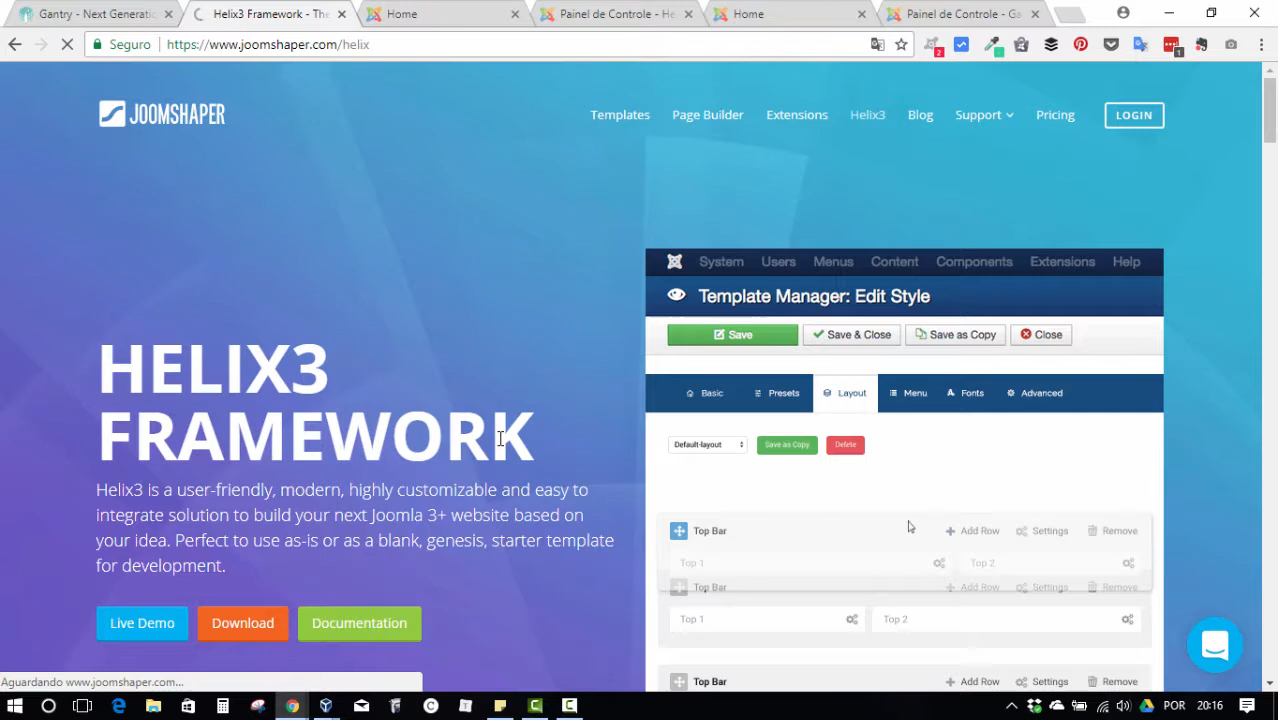 Gantry - Next Generati
Helix3 Framework - The
Home
Painel de Controle - He
Home
Painel de Controle - Ga
Seguro
https://www.joomshaper.com/helix
2
1
JOOMSHAPER
Templates
Page Builder
Extensions
Helix3
Blog
Support
Pricing
LOGIN
System
Users
Menus
Content
Components
Extensions
Help
Template Manager: Edit Style
Save
Save & Close
Save as Copy
Close
Basic
Presets
Layout
Menu
Fonts
Advanced
Default-layout
Save as Copy
Delete
HELIX3
FRAMEWORK
Helix3 is a user-friendly, modern, highly customizable and easy to
integrate solution to build your next Joomla 3+ website based on
your idea. Perfect to use as-is or as a blank, genesis, starter template
for development.
Live Demo
Download
Documentation
Top Bar
Add Row
Settings
Remove
Top 1
Top 2
Top Bar
Add Row
Settings
Remove
Top 1
Top 2
Top Bar
Add Row
Settings
Remove
Aguardando www.joomshaper.com...
POR
20:16